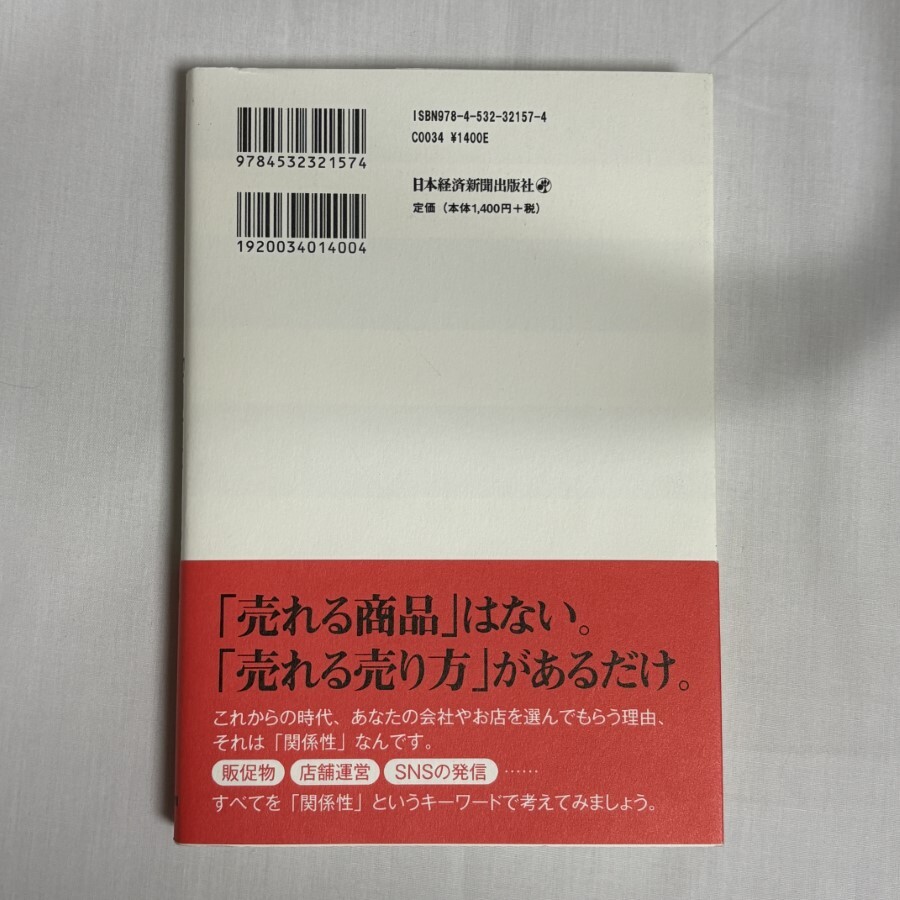 ISBN978-4-532-32157-4
C0034 ¥1400E
9784532321574
日本経済新聞出版社
定価（本体1,400円＋税）
1920034014004
「売れる商品」はない。
「売れる売り方」があるだけ。
これからの時代、あなたの会社やお店を選んでもらう理由、
それは「関係性」なんです。
販促物 店舗運営 SNSの発信 ……
すべてを「関係性」というキーワードで考えてみましょう。